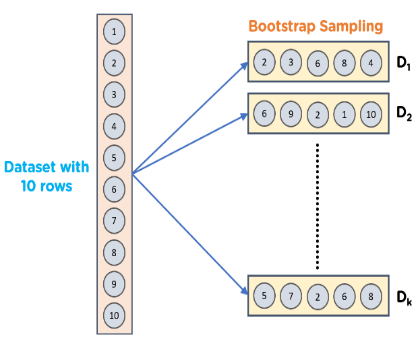 Bootstrap Sampling
Dataset with
10 rows
1
2
3
4
5
6
7
8
9
10
2 3 6 8 4 D1
6 9 2 1 10 D2
5 7 2 6 8 Dk